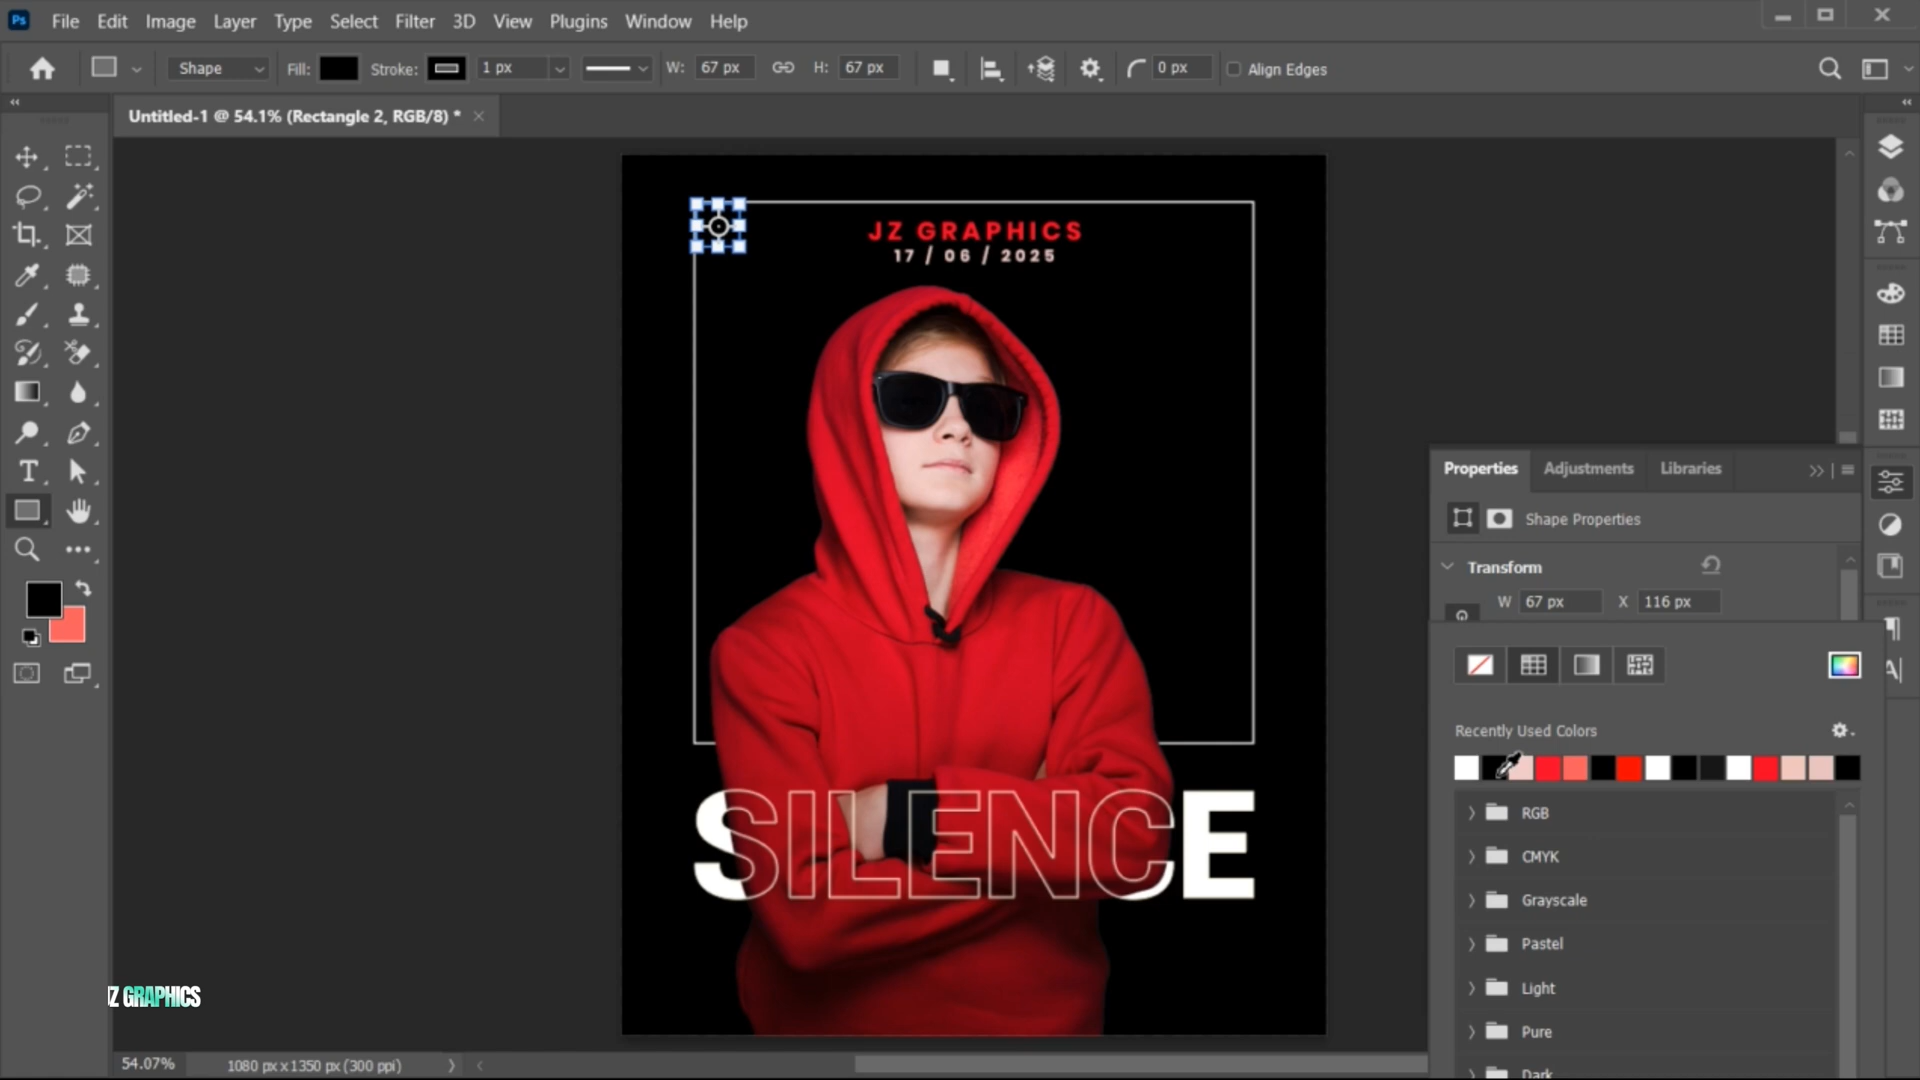 Ps File Edit Image Layer Type Select Filter 3D View Plugins Window Help
Shape Fill: Stroke: 1 px W: 67 px H: 67 px 0 px Align Edges
Untitled-1 @ 54.1% (Rectangle 2, RGB/8) *
JZ GRAPHICS
17 / 06 / 2025
SILENCE
Properties Adjustments Libraries
Shape Properties
Transform
W 67 px X 116 px
Recently Used Colors
RGB
CMYK
Grayscale
Pastel
Light
Pure
Dark
JZ GRAPHICS
54.07% 1080 px x 1350 px (300 ppi)